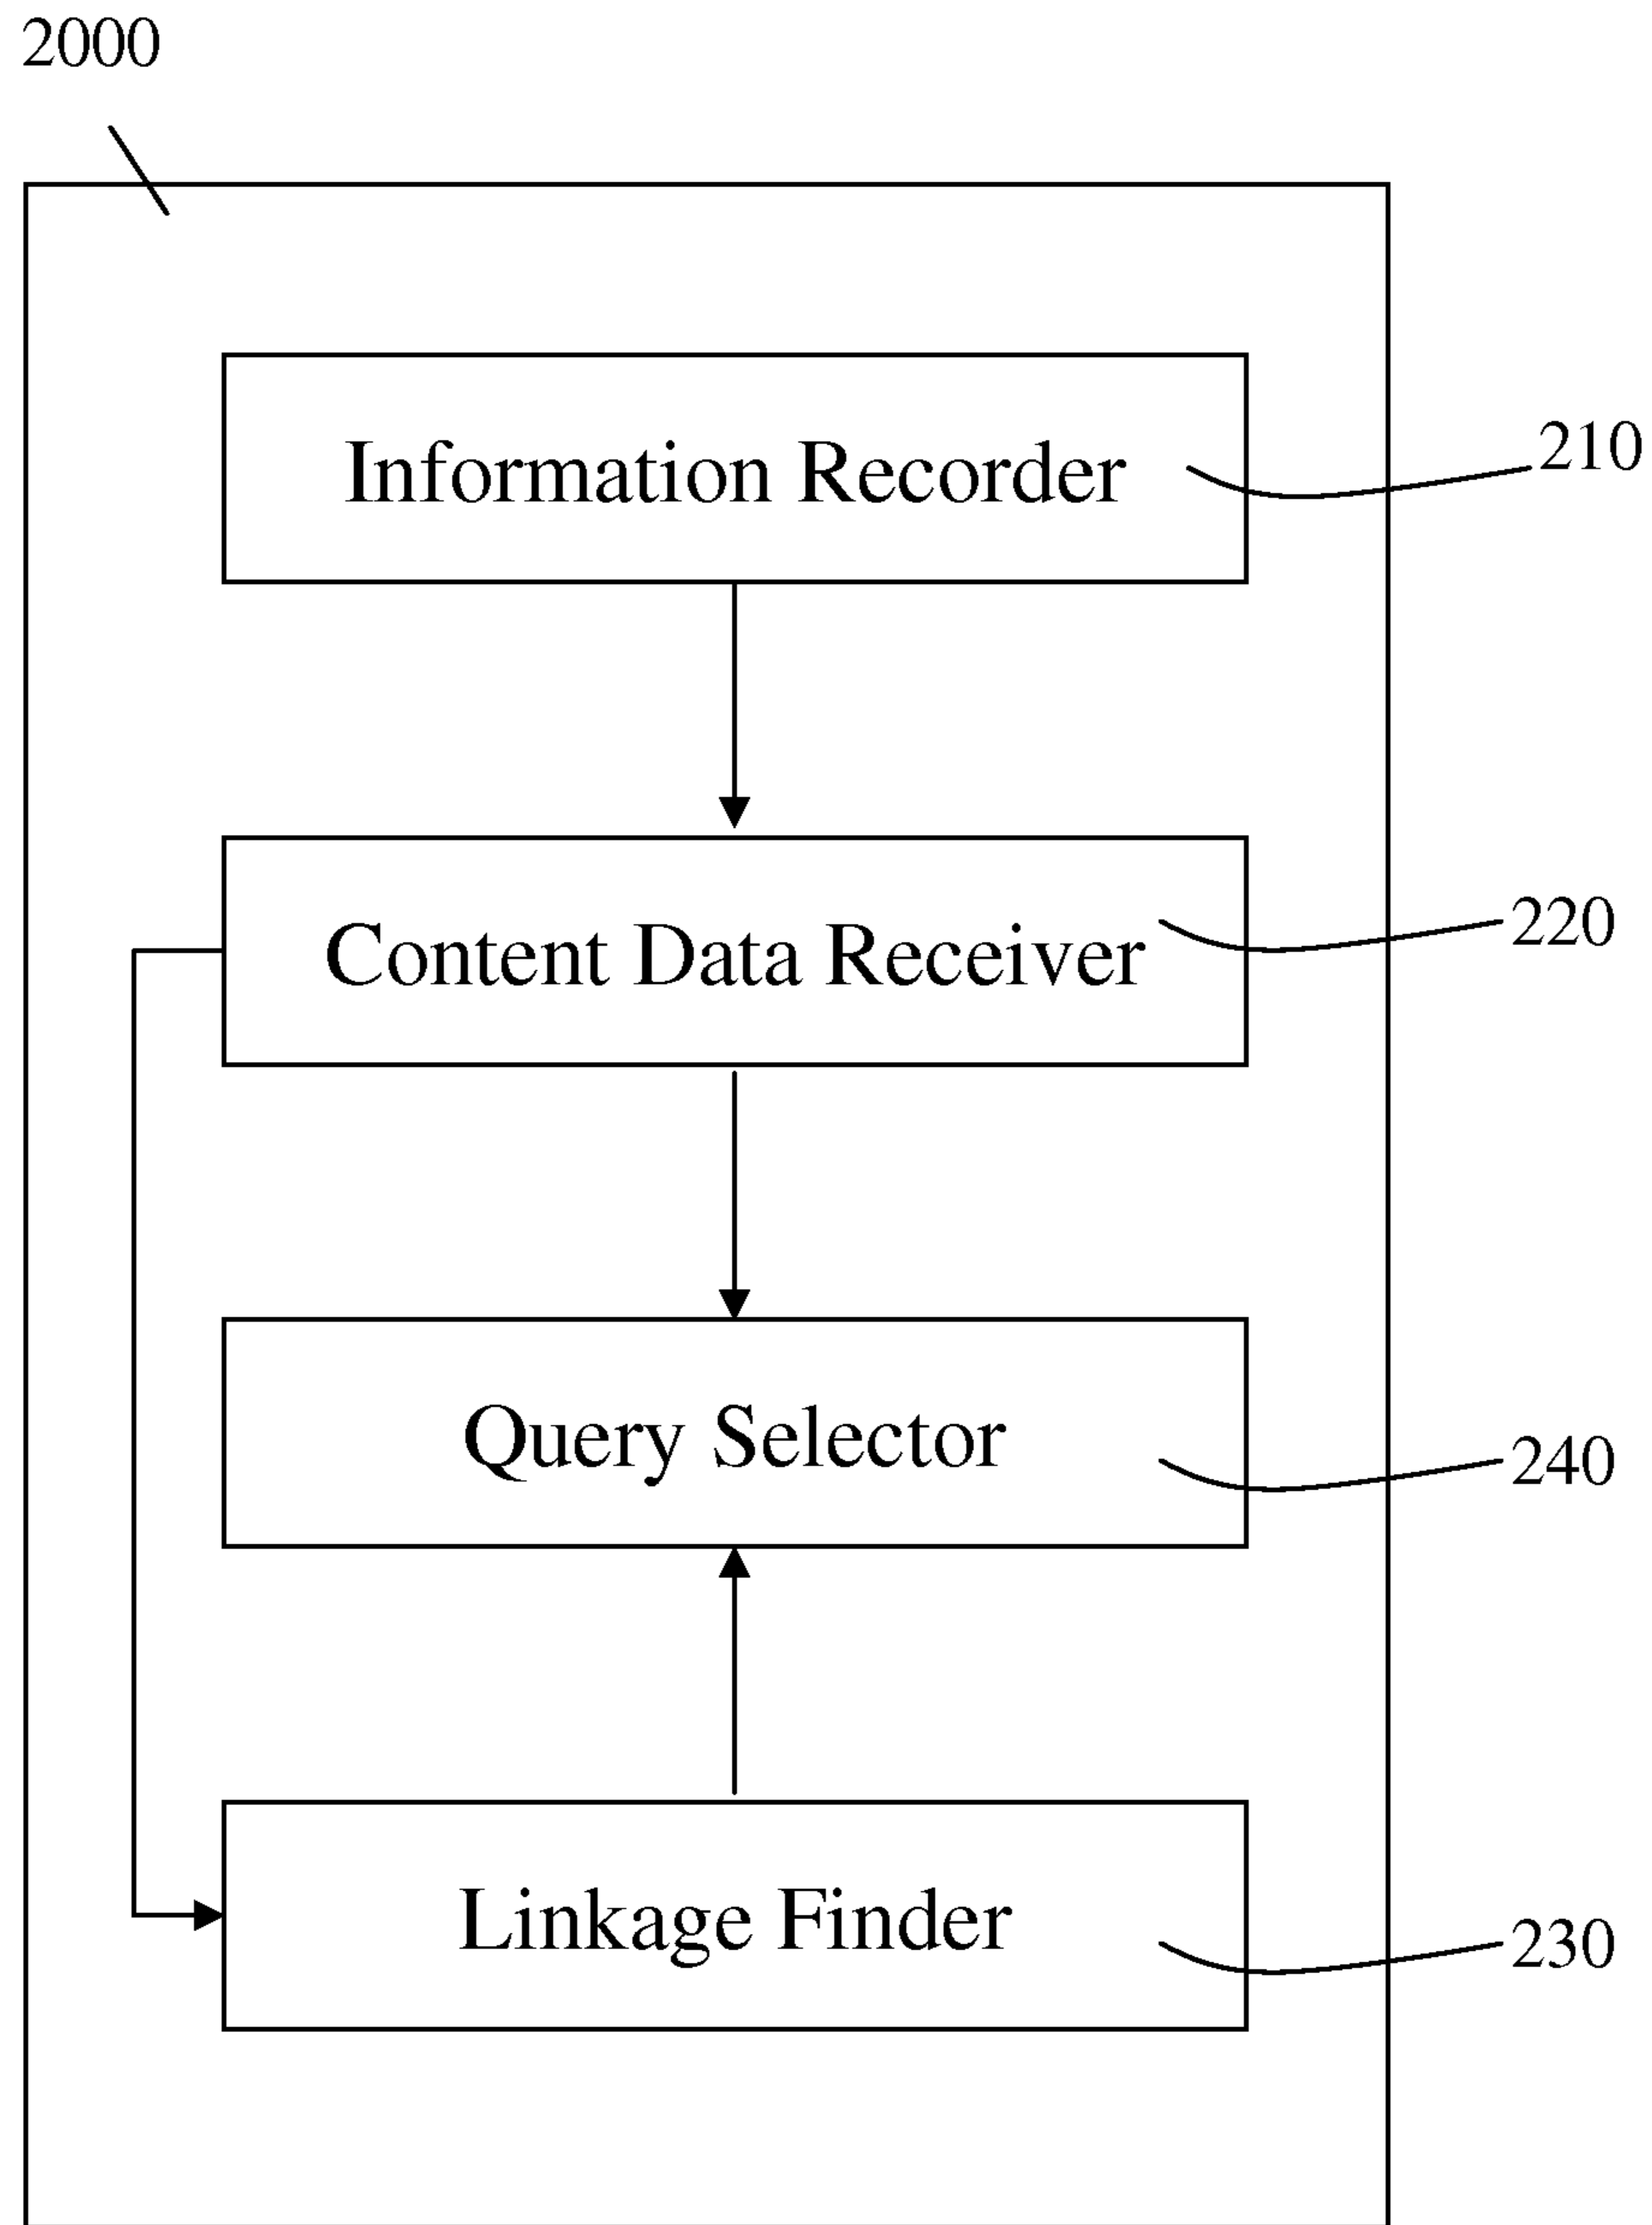 2000
Information Recorder
210
Content Data Receiver
220
Query Selector
240
Linkage Finder
230